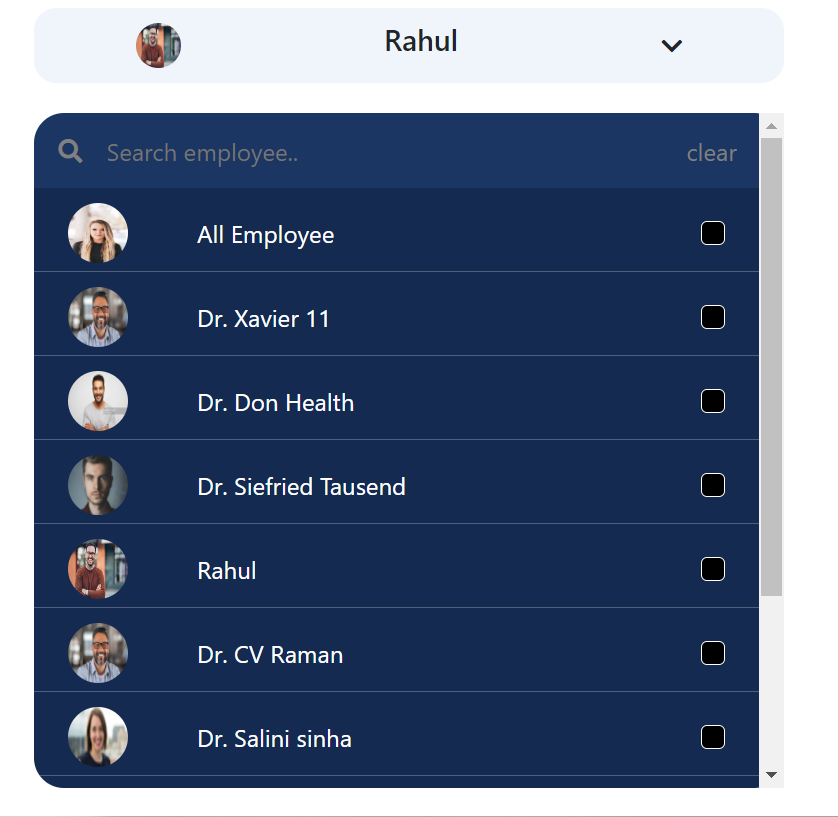 Rahul
Search employee.. clear
All Employee
Dr. Xavier 11
Dr. Don Health
Dr. Siefried Tausend
Rahul
Dr. CV Raman
Dr. Salini sinha